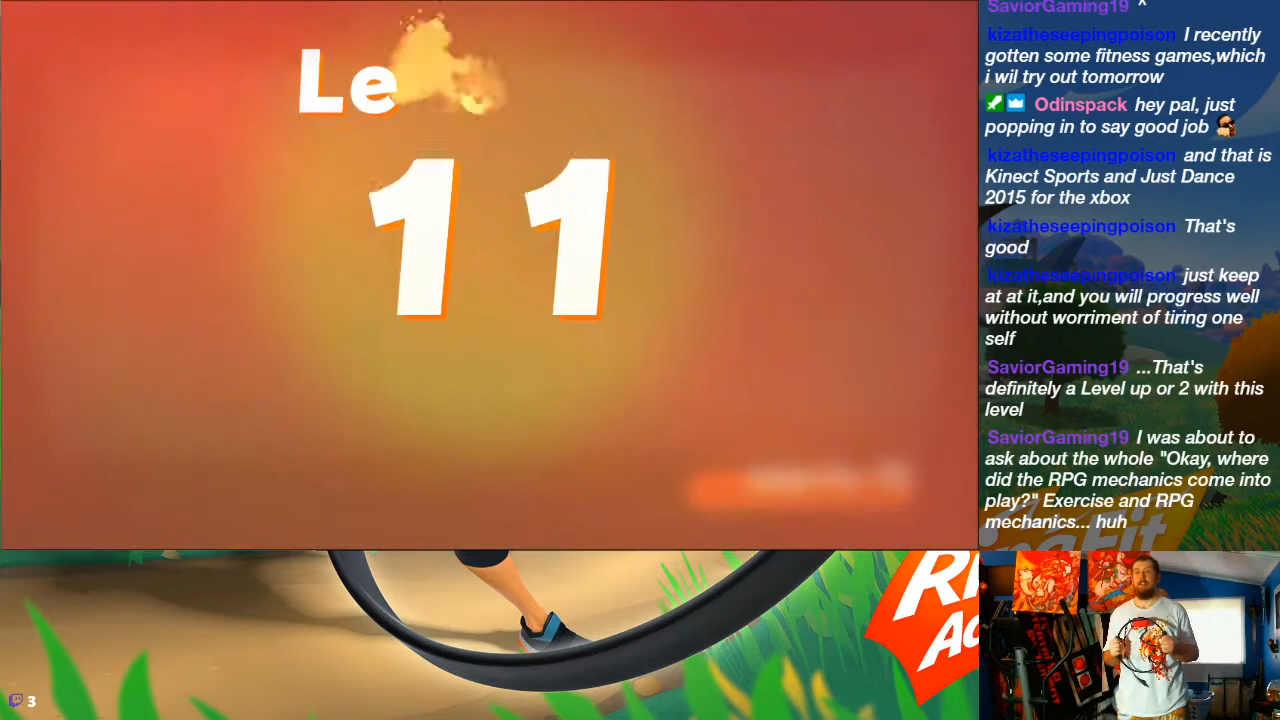 Le
11
SaviorGaming19 ^
kizatheseepingpoison I recently
gotten some fitness games,which
i wil try out tomorrow
Odinspack hey pal, just
popping in to say good job
kizatheseepingpoison and that is
Kinect Sports and Just Dance
2015 for the xbox
kizatheseepingpoison That's
good
kizatheseepingpoison just keep
at at it,and you will progress well
without worriment of tiring one
self
SaviorGaming19 ...That's
definitely a Level up or 2 with this
level
SaviorGaming19 I was about to
ask about the whole "Okay, where
did the RPG mechanics come into
play?" Exercise and RPG
mechanics... huh
3